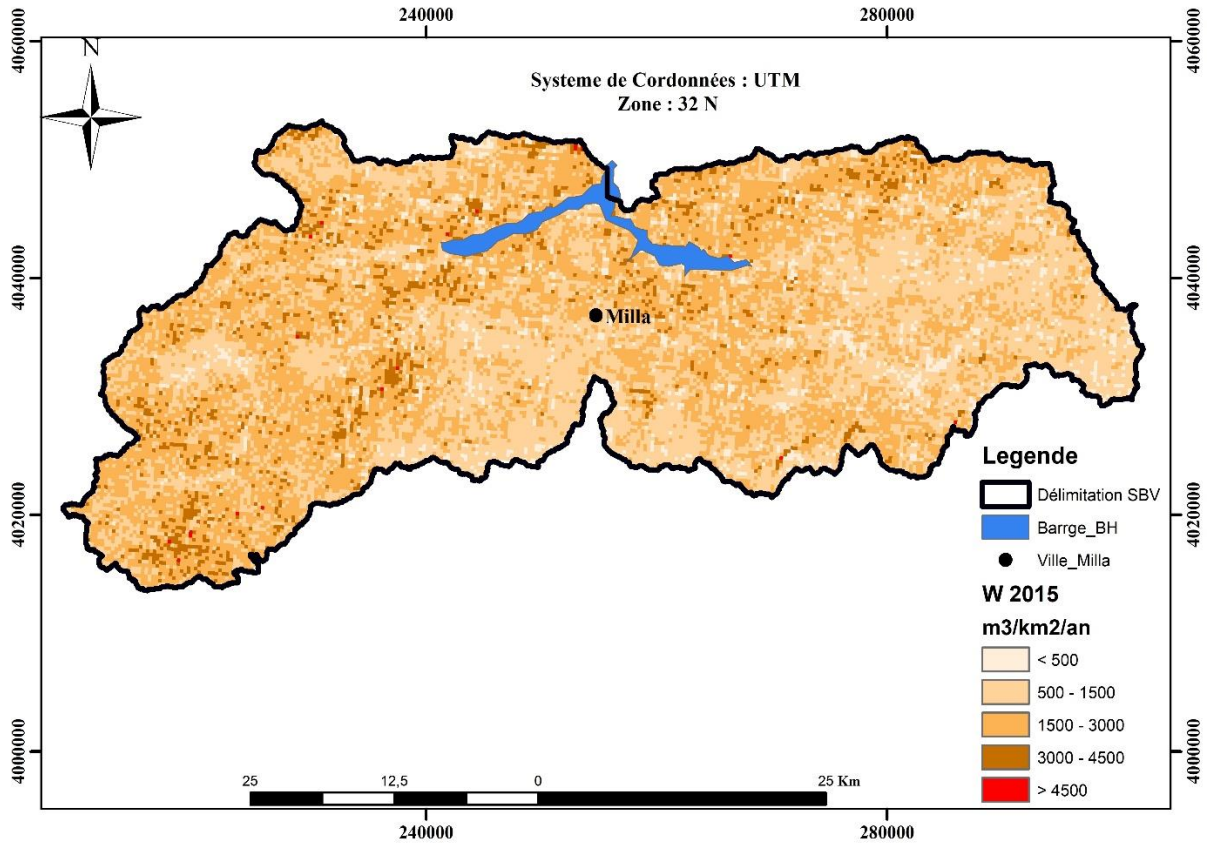 240000 280000
4060000 4060000
N
Systeme de Cordonnées : UTM
Zone : 32 N
4040000 4040000
Milla
Legende
Délimitation SBV
4020000 4020000
Barrge_BH
Ville_Milla
W 2015
m3/km2/an
< 500
500 - 1500
1500 - 3000
4000000 4000000
3000 - 4500
> 4500
25 12,5 0 25 Km
240000 280000